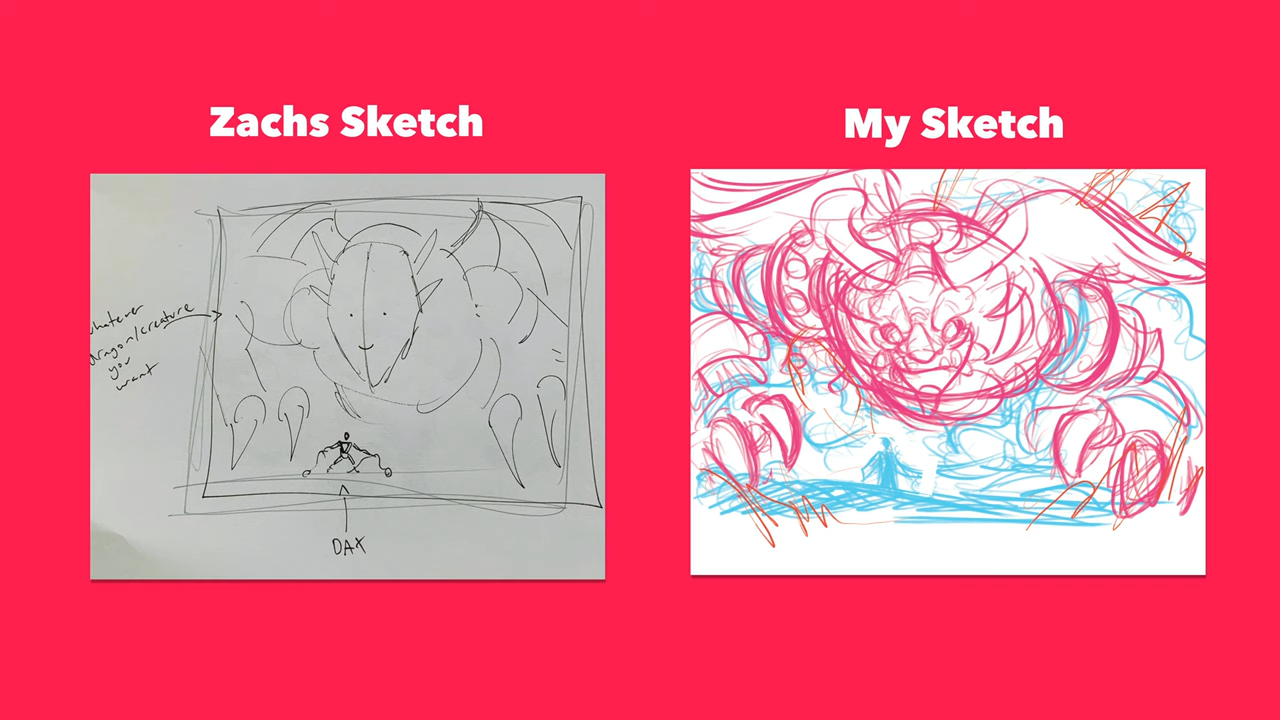 Zachs Sketch
My Sketch
whatever
dragon/creature
you
want
DAX